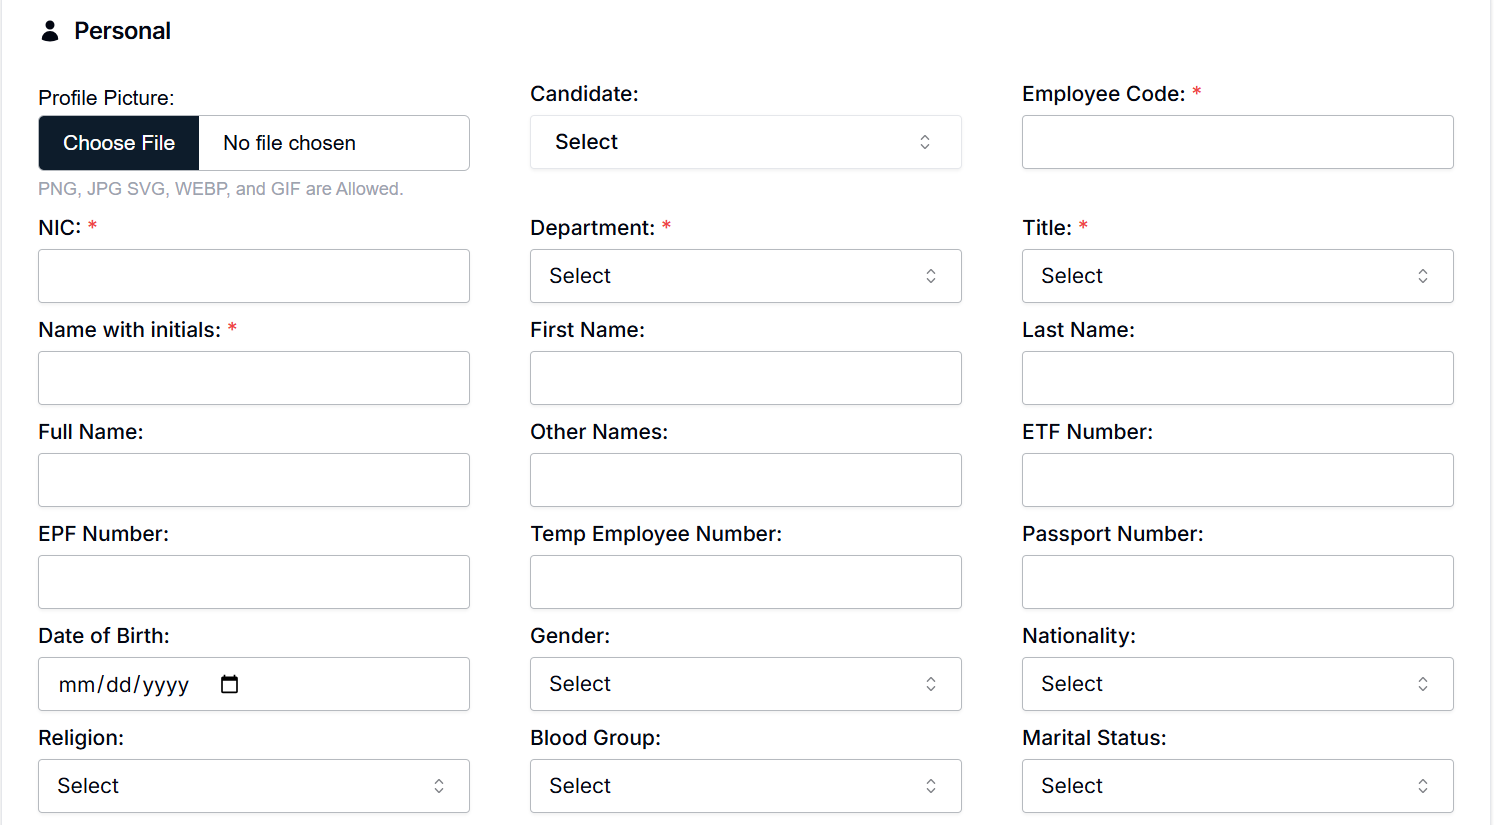 Personal
Profile Picture:
Candidate:
Employee Code: *
Choose File No file chosen
Select
PNG, JPG SVG, WEBP, and GIF are Allowed.
NIC: *
Department: *
Title: *
Select
Select
Name with initials: *
First Name:
Last Name:
Full Name:
Other Names:
ETF Number:
EPF Number:
Temp Employee Number:
Passport Number:
Date of Birth:
Gender:
Nationality:
mm/dd/yyyy
Select
Select
Religion:
Blood Group:
Marital Status:
Select
Select
Select